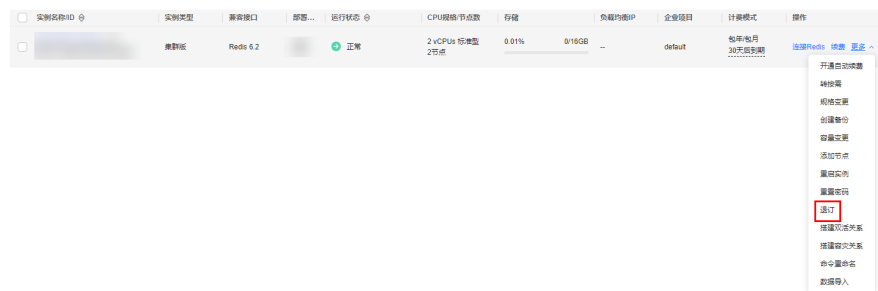 实例名称/ID 实例类型 兼容接口 部署... 运行状态 CPU规格/节点数 存储 负载均衡IP 企业项目 计费模式 操作
集群版 Redis 6.2 正常 2 vCPUs 标准型 0.01% 0/16GB -- default 包年/包月 连接Redis 续费 更多
2节点 30天后到期
开通自动续费
转按需
规格变更
创建备份
容量变更
添加节点
重启实例
重置密码
退订
搭建双活关系
搭建容灾关系
命令重命名
数据导入